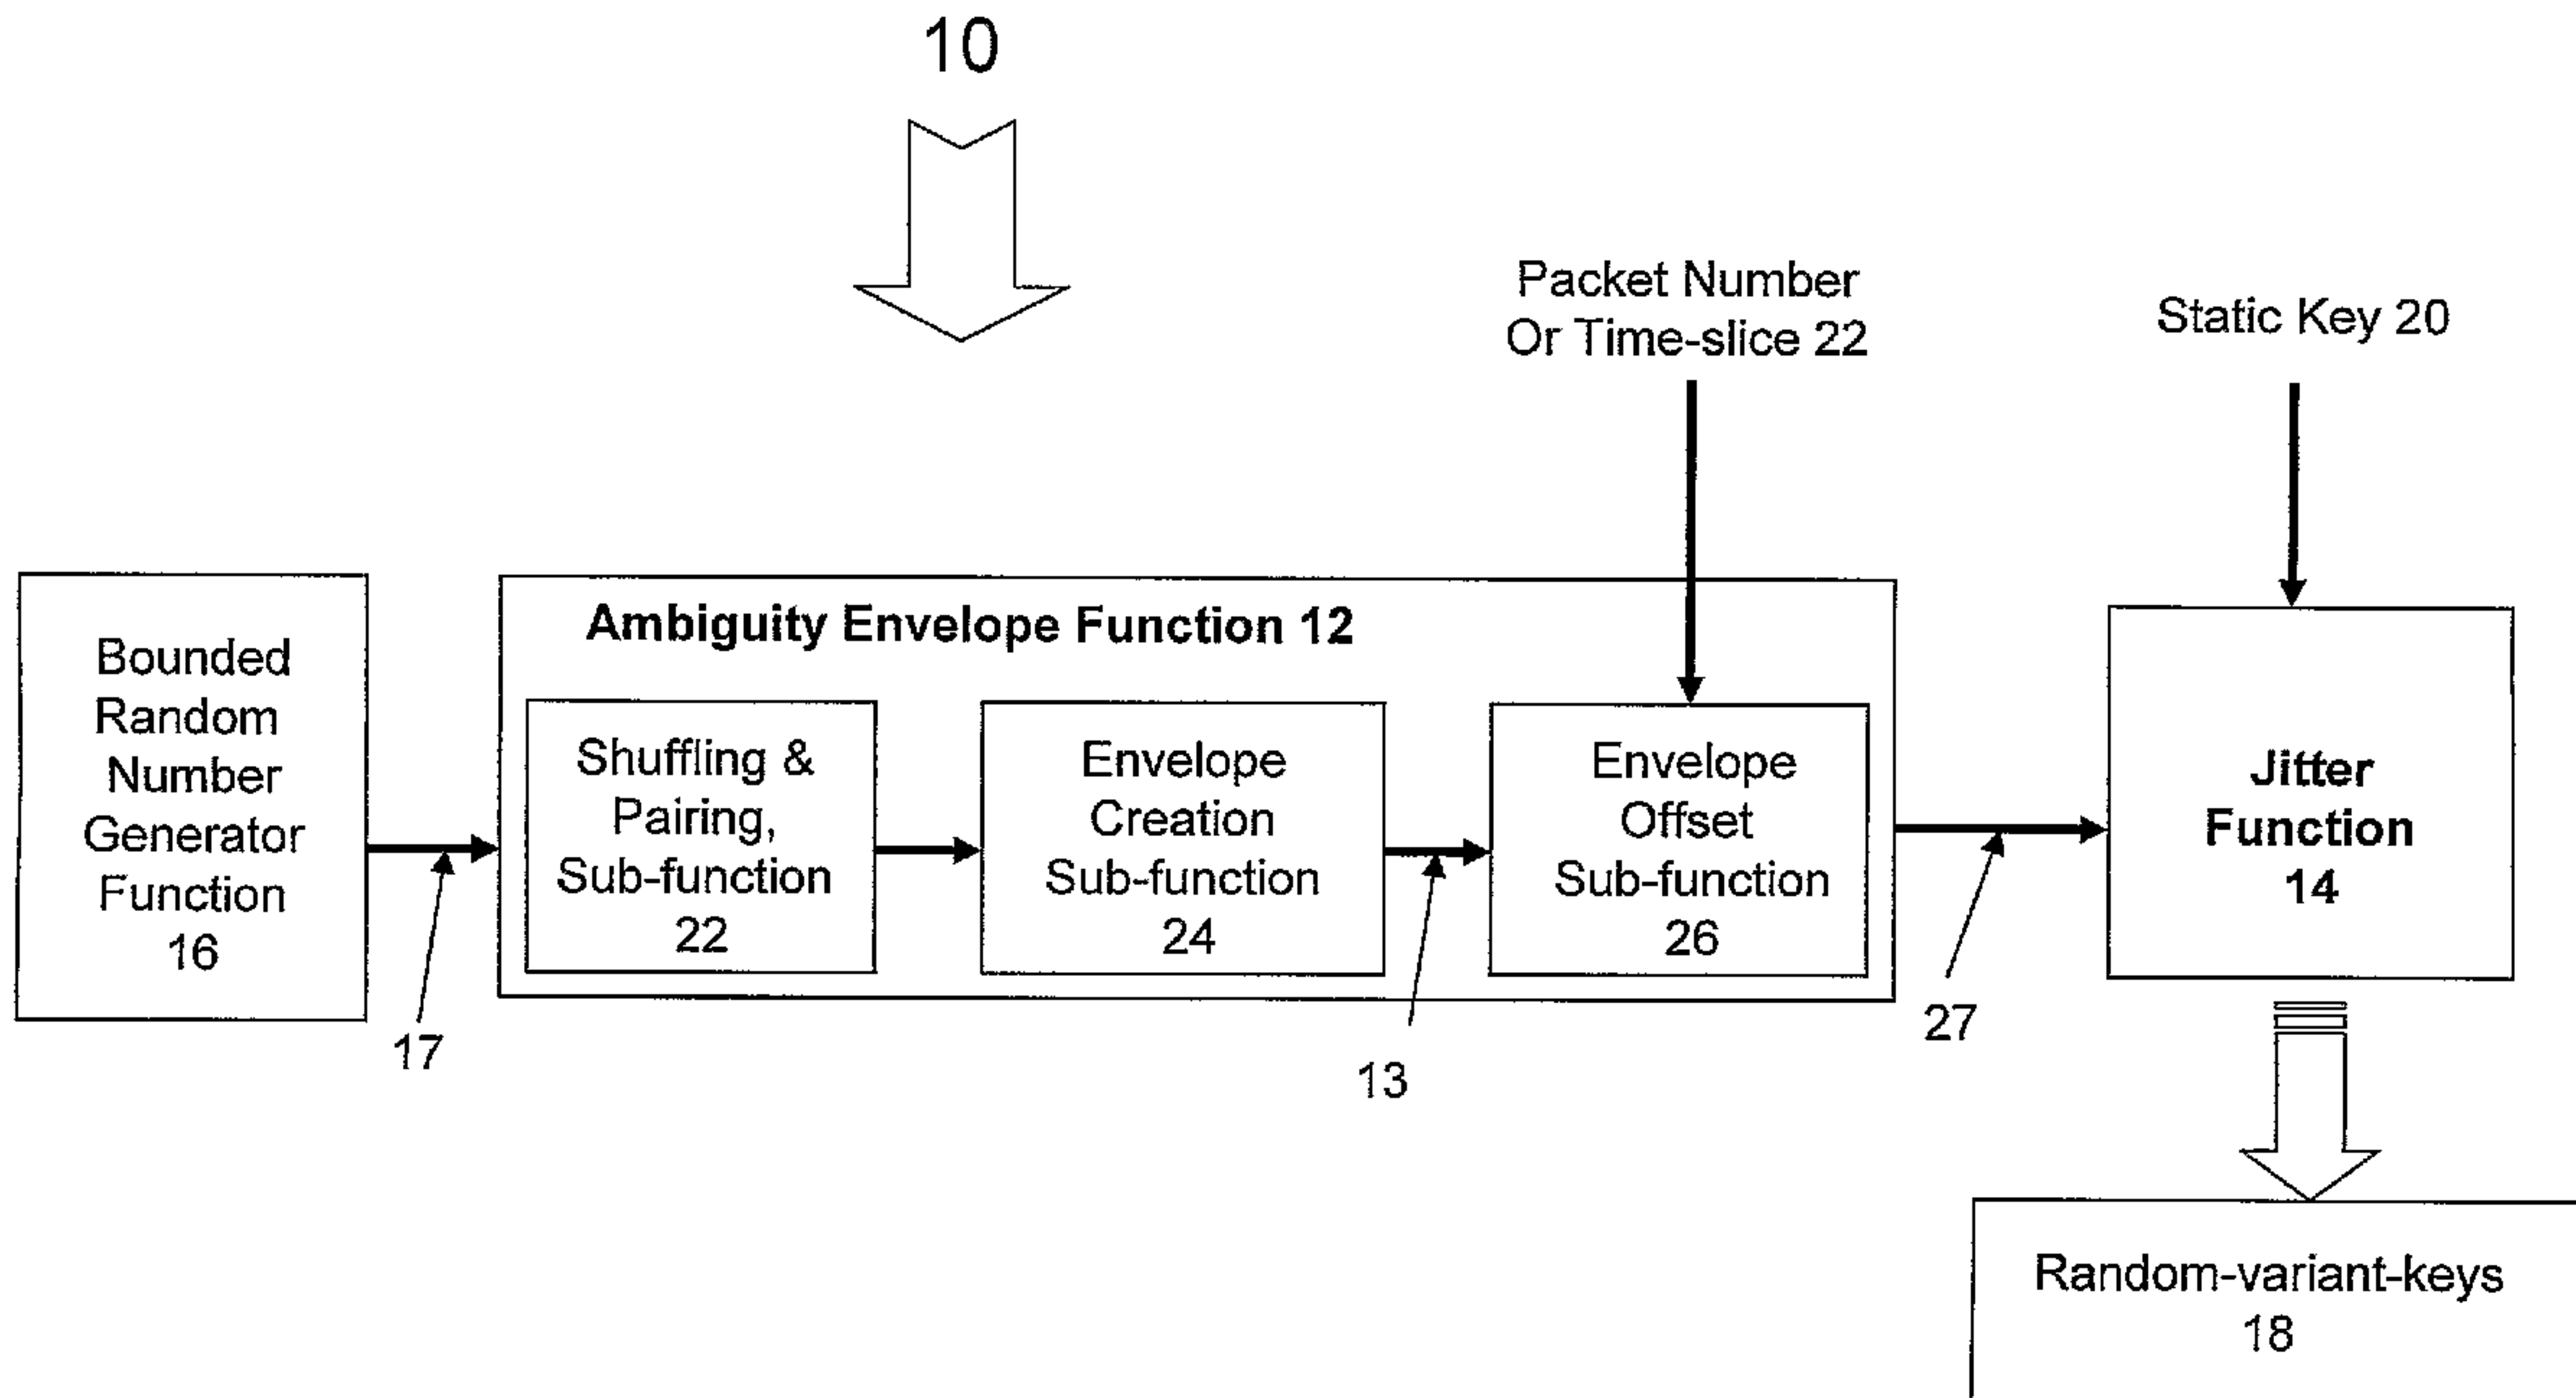 10
Packet Number
Or Time-slice 22
Static Key 20
Bounded
Random
Number
Generator
Function
16
Ambiguity Envelope Function 12
Shuffling &
Pairing,
Sub-function
22
Envelope
Creation
Sub-function
24
Envelope
Offset
Sub-function
26
Jitter
Function
14
17
13
27
Random-variant-keys
18